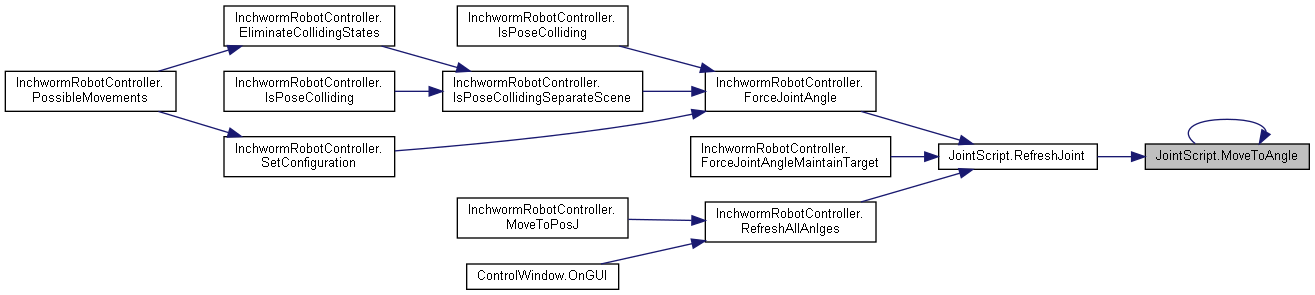 InchwormRobotController.
PossibleMovements
InchwormRobotController.
EliminateCollidingStates
InchwormRobotController.
IsPoseColliding
InchwormRobotController.
SetConfiguration
InchwormRobotController.
IsPoseColliding
InchwormRobotController.
IsPoseCollidingSeparateScene
InchwormRobotController.
MoveToPosJ
ControlWindow.OnGUI
InchwormRobotController.
ForceJointAngle
InchwormRobotController.
ForceJointAngleMaintainTarget
InchwormRobotController.
RefreshAllAnlges
JointScript.RefreshJoint
JointScript.MoveToAngle